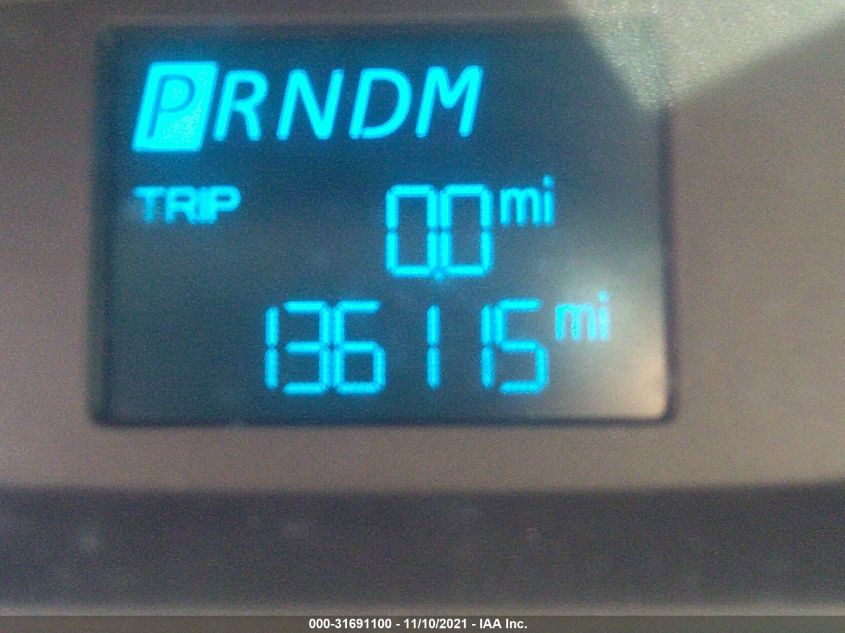 PRNDM
TRIP 0.0 mi
136115 mi
000-31691100 - 11/10/2021 - IAA Inc.